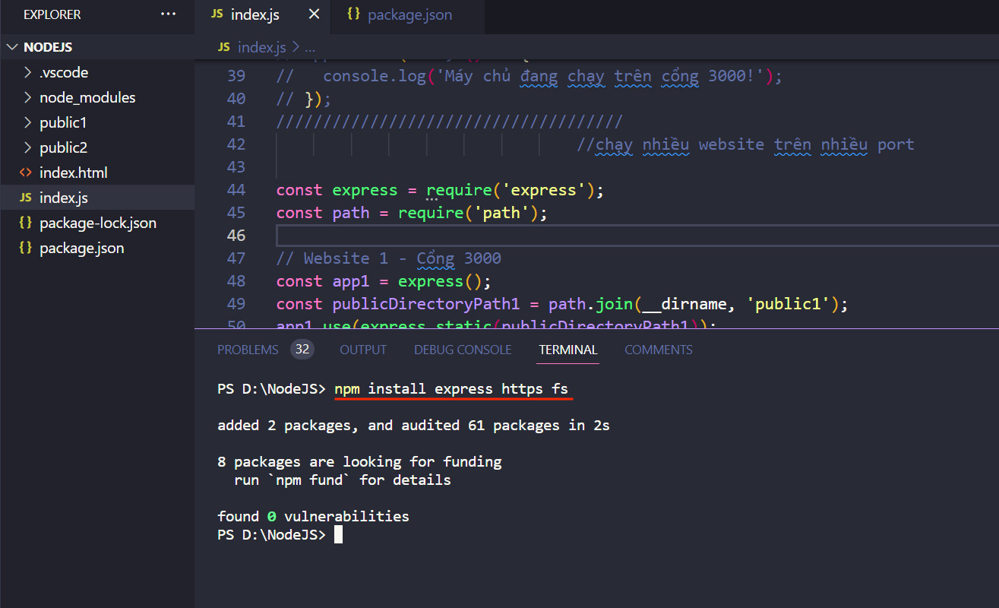 EXPLORER ···
JS index.js × {} package.json
NODEJS
JS index.js > ...
.vscode
node_modules
public1
public2
<> index.html
JS index.js
{} package-lock.json
{} package.json
39 //   console.log('Máy chủ đang chạy trên cổng 3000!');
40 // });
41 /////////////////////////////////////
42 //chạy nhiều website trên nhiều port
43
44 const express = require('express');
45 const path = require('path');
46
47 // Website 1 - Cổng 3000
48 const app1 = express();
49 const publicDirectoryPath1 = path.join(__dirname, 'public1');
50 app1.use(express.static(publicDirectoryPath1));
PROBLEMS 32 OUTPUT DEBUG CONSOLE TERMINAL COMMENTS
PS D:\NodeJS> npm install express https fs
added 2 packages, and audited 61 packages in 2s
8 packages are looking for funding
  run `npm fund` for details
found 0 vulnerabilities
PS D:\NodeJS>